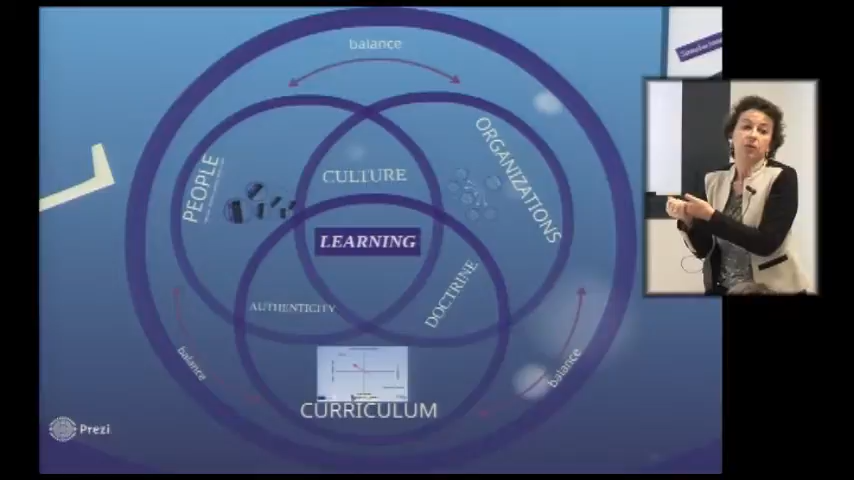 balance
PEOPLE
ORGANIZATIONS
CULTURE
LEARNING
AUTHENTICITY
DOCTRINE
balance
balance
CURRICULUM
Prezi